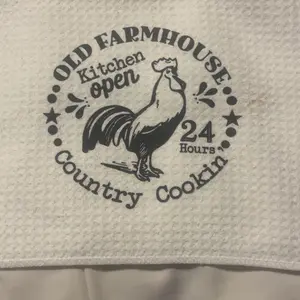 OLD FARMHOUSE
Kitchen
open
24
Hours
Country Cookin'